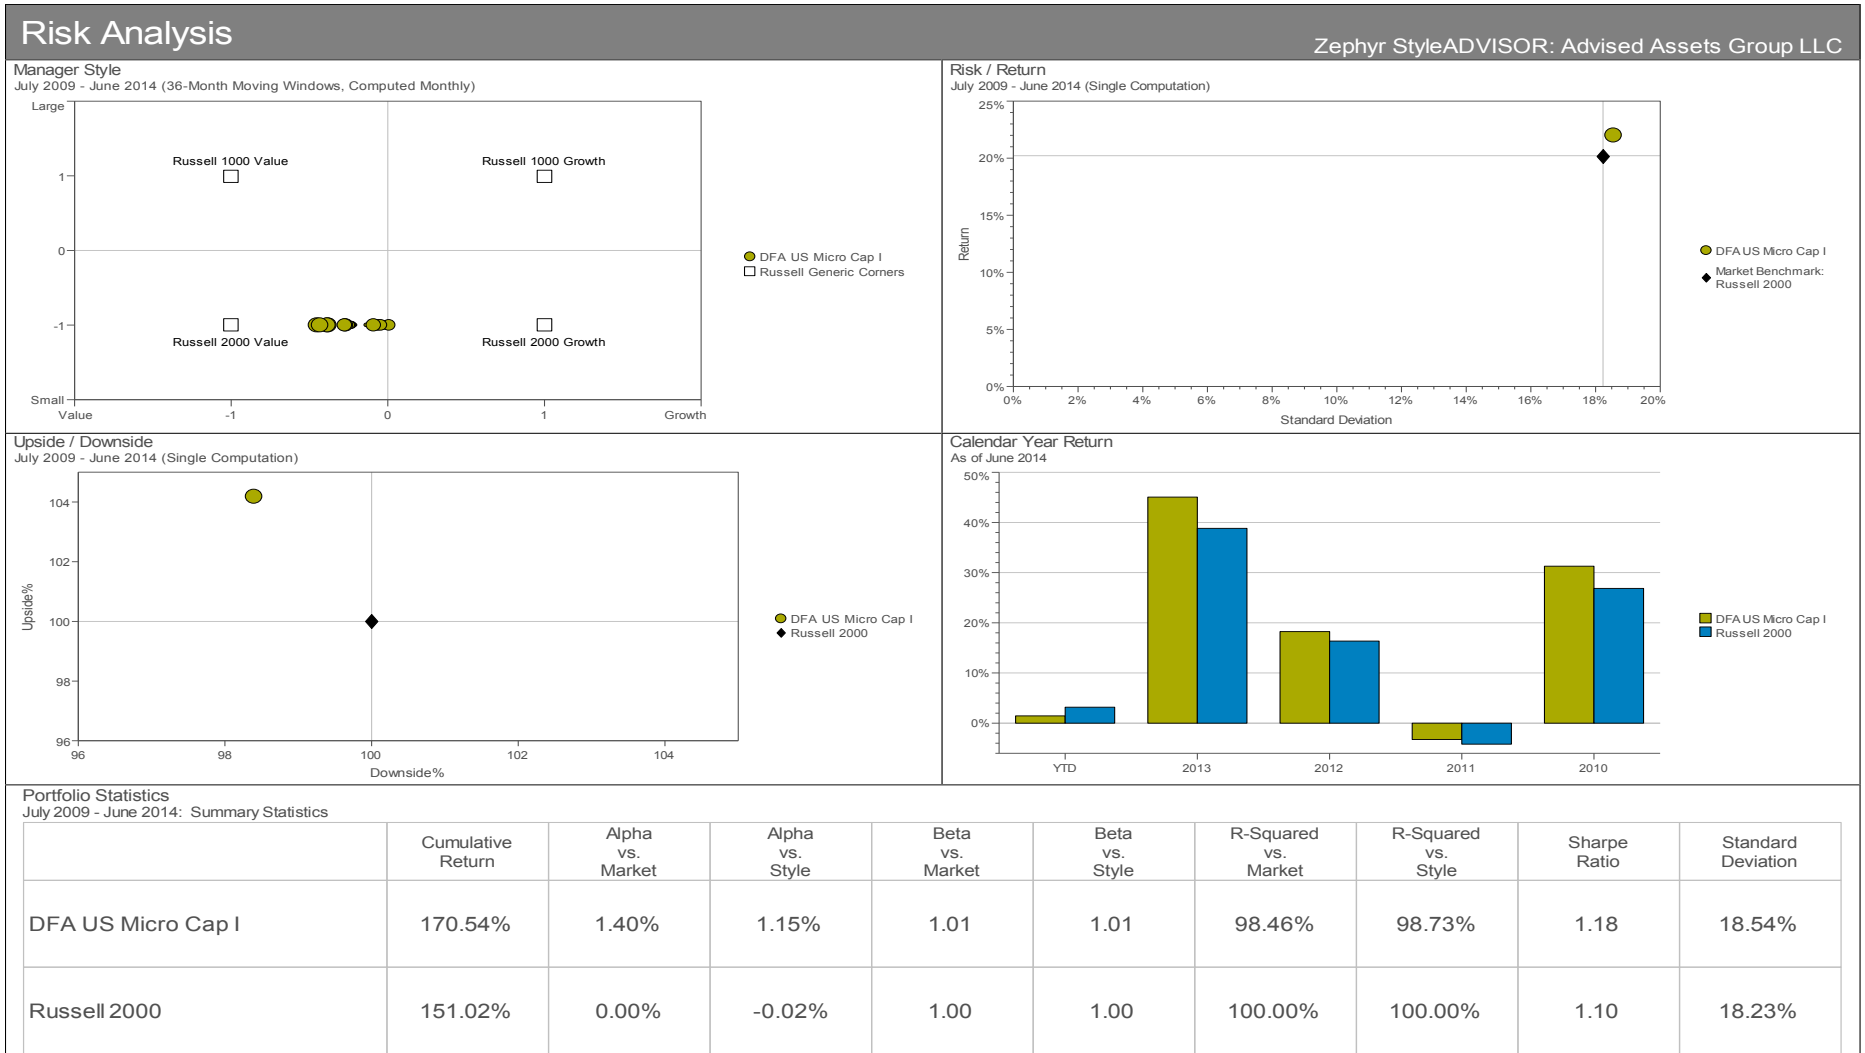 Risk Analysis
Zephyr StyleADVISOR: Advised Assets Group LLC
Manager Style
July 2009 - June 2014 (36-Month Moving Windows, Computed Monthly)
Large
1
0
-1
Small
Value
-1
0
1
Growth
Russell 1000 Value
Russell 1000 Growth
Russell 2000 Value
Russell 2000 Growth
DFA US Micro Cap I
Russell Generic Corners
Risk / Return
July 2009 - June 2014 (Single Computation)
Return
25%
20%
15%
10%
5%
0%
0%
2%
4%
6%
8%
10%
12%
14%
16%
18%
20%
Standard Deviation
DFA US Micro Cap I
Market Benchmark:
Russell 2000
Upside / Downside
July 2009 - June 2014 (Single Computation)
Upside%
104
102
100
98
96
96
98
100
102
104
Downside%
DFA US Micro Cap I
Russell 2000
Calendar Year Return
As of June 2014
50%
40%
30%
20%
10%
0%
YTD
2013
2012
2011
2010
DFA US Micro Cap I
Russell 2000
Portfolio Statistics
July 2009 - June 2014: Summary Statistics
Cumulative
Return
Alpha
vs.
Market
Alpha
vs.
Style
Beta
vs.
Market
Beta
vs.
Style
R-Squared
vs.
Market
R-Squared
vs.
Style
Sharpe
Ratio
Standard
Deviation
DFA US Micro Cap I 170.54% 1.40% 1.15% 1.01 1.01 98.46% 98.73% 1.18 18.54%
Russell 2000 151.02% 0.00% -0.02% 1.00 1.00 100.00% 100.00% 1.10 18.23%